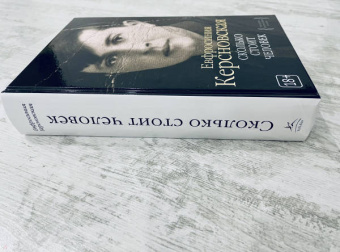 Евфросиния
Керсновская
СКОЛЬКО
СТОИТ
ЧЕЛОВЕК
18+
Сколько стоит человек